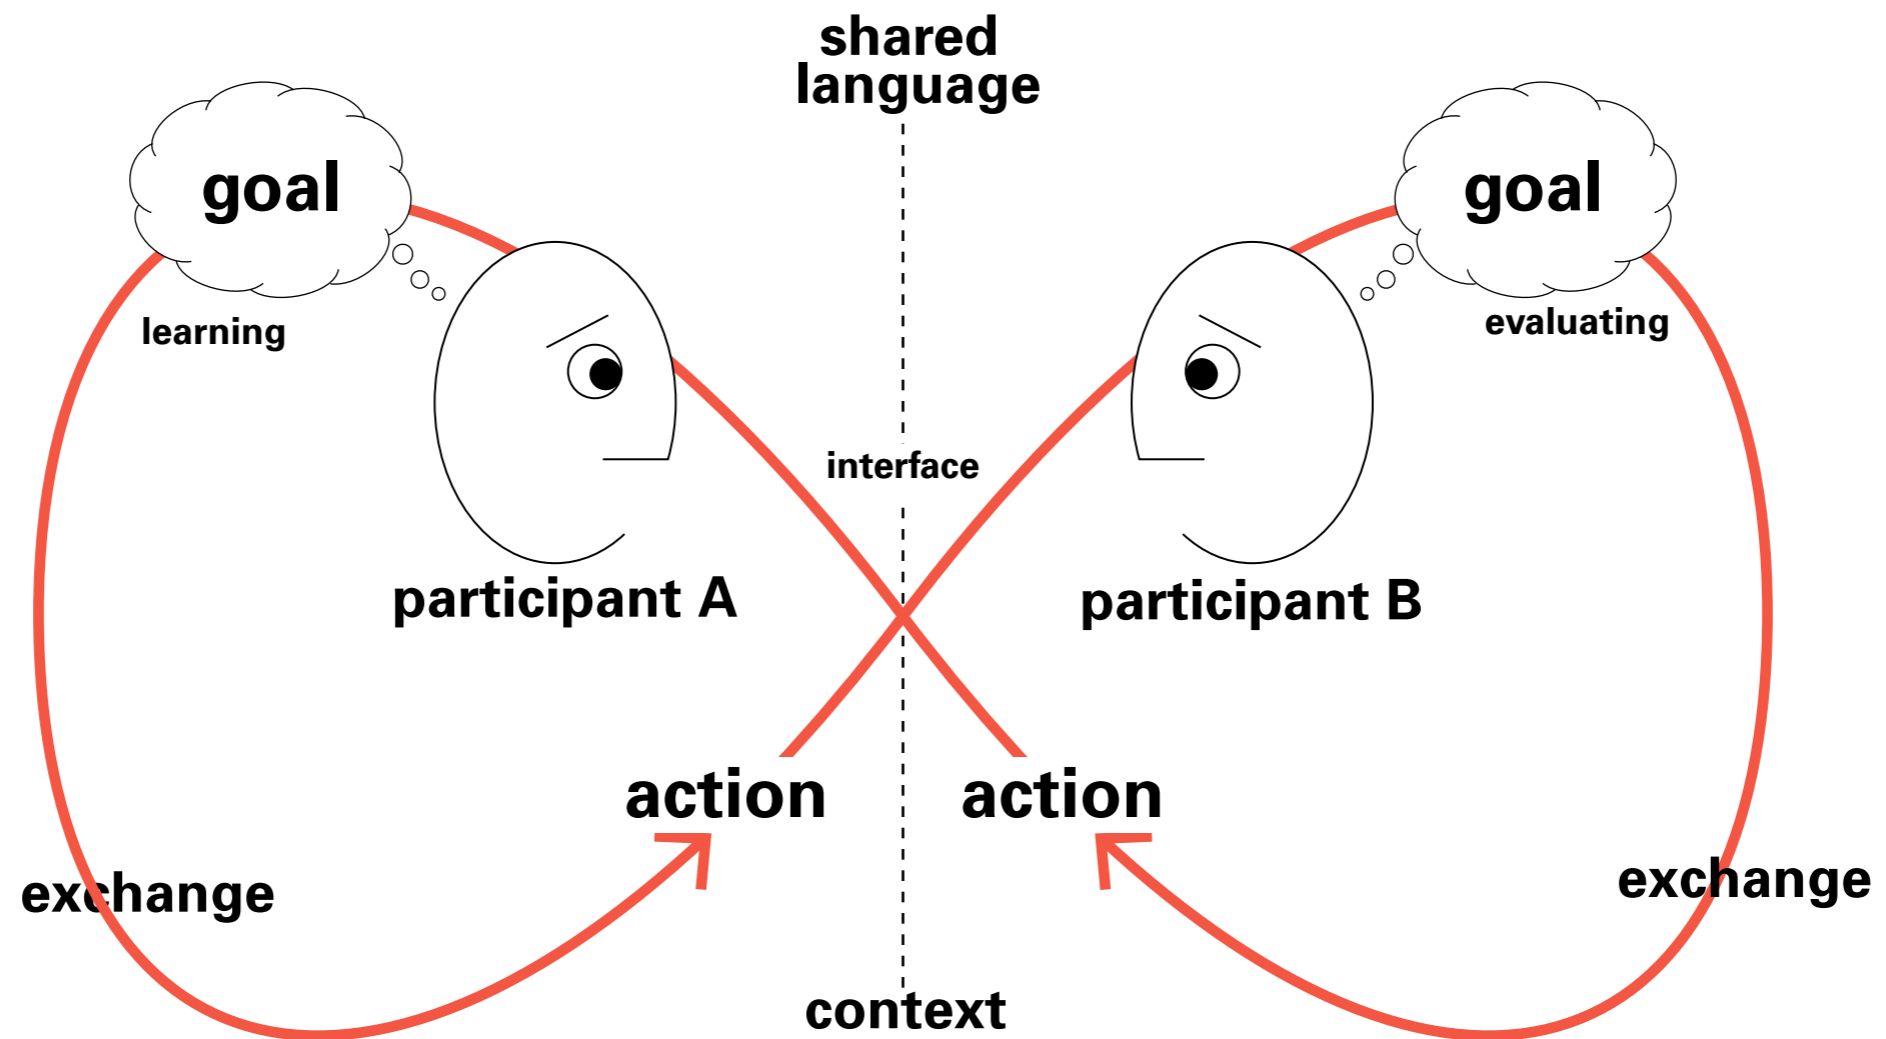 shared
language
goal
goal
learning
evaluating
interface
participant A
participant B
action
action
exchange
exchange
context